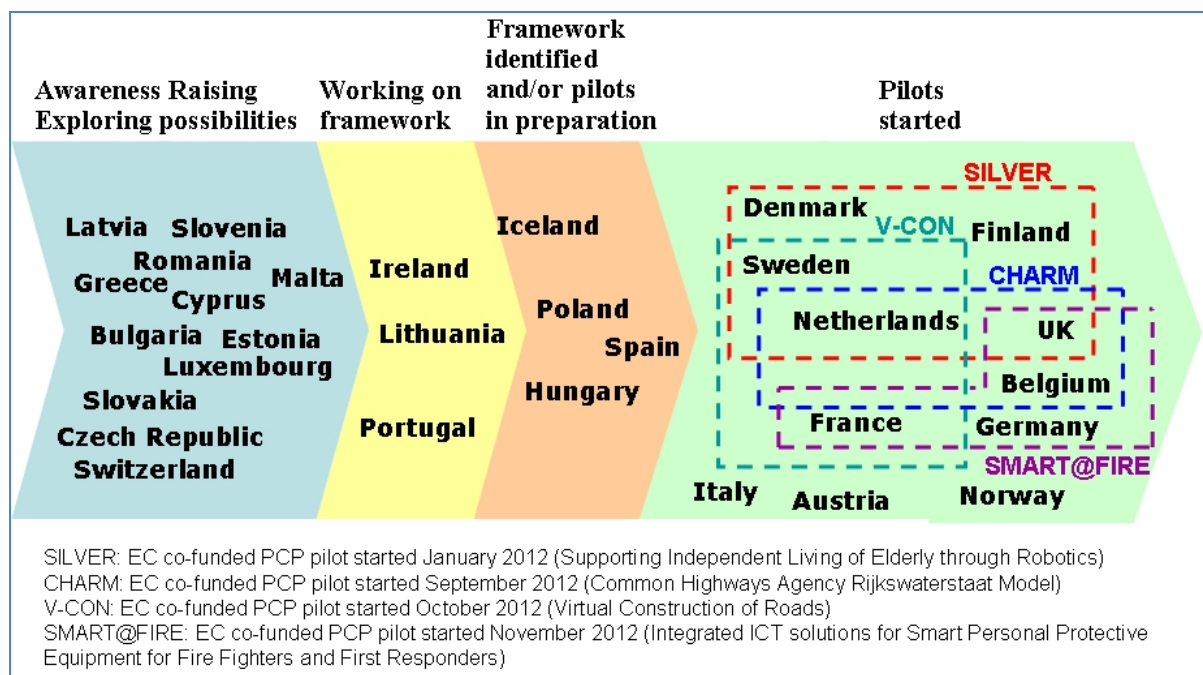 Awareness Raising
Exploring possibilities
Working on
framework
Framework
identified
and/or pilots
in preparation
Pilots
started
Latvia Slovenia
Romania
Greece Malta
Cyprus
Bulgaria Estonia
Luxembourg
Slovakia
Czech Republic
Switzerland
Ireland
Lithuania
Portugal
Iceland
Poland
Spain
Hungary
SILVER
Denmark
V-CON Finland
Sweden
CHARM
Netherlands UK
Belgium
France Germany
SMART@FIRE
Italy Austria Norway
SILVER: EC co-funded PCP pilot started January 2012 (Supporting Independent Living of Elderly through Robotics)
CHARM: EC co-funded PCP pilot started September 2012 (Common Highways Agency Rijkswaterstaat Model)
V-CON: EC co-funded PCP pilot started October 2012 (Virtual Construction of Roads)
SMART@FIRE: EC co-funded PCP pilot started November 2012 (Integrated ICT solutions for Smart Personal Protective
Equipment for Fire Fighters and First Responders)